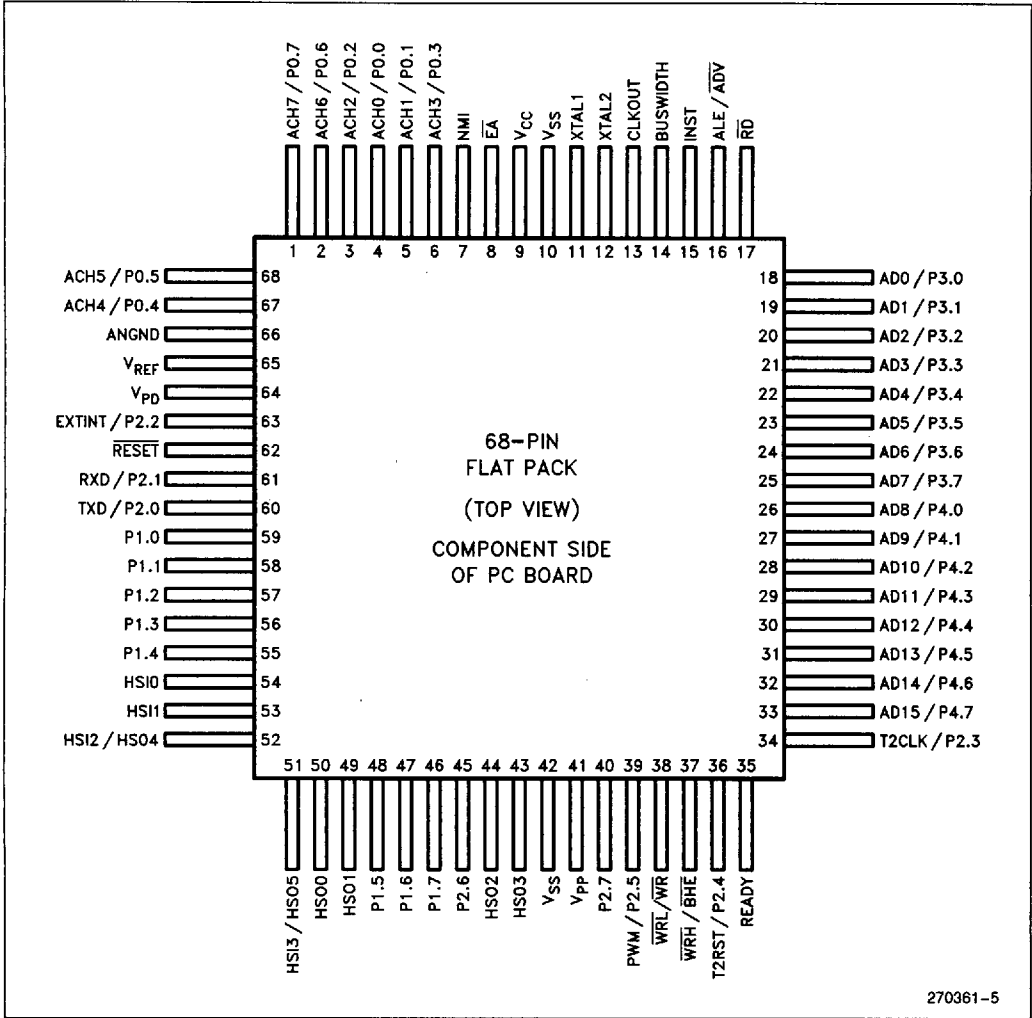 ACH7 / P0.7
ACH6 / P0.6
ACH2 / P0.2
ACH0 / P0.0
ACH1 / P0.1
ACH3 / P0.3
NMI
E̅A̅
VCC
VSS
XTAL1
XTAL2
CLKOUT
BUSWIDTH
INST
ALE / A̅D̅V̅
R̅D̅
1 2 3 4 5 6 7 8 9 10 11 12 13 14 15 16 17
ACH5 / P0.5 68
ACH4 / P0.4 67
ANGND 66
VREF 65
VPD 64
EXTINT / P2.2 63
R̅E̅S̅E̅T̅ 62
RXD / P2.1 61
TXD / P2.0 60
P1.0 59
P1.1 58
P1.2 57
P1.3 56
P1.4 55
HSI0 54
HSI1 53
HSI2 / HSO4 52
68-PIN
FLAT PACK
(TOP VIEW)
COMPONENT SIDE
OF PC BOARD
18 AD0 / P3.0
19 AD1 / P3.1
20 AD2 / P3.2
21 AD3 / P3.3
22 AD4 / P3.4
23 AD5 / P3.5
24 AD6 / P3.6
25 AD7 / P3.7
26 AD8 / P4.0
27 AD9 / P4.1
28 AD10 / P4.2
29 AD11 / P4.3
30 AD12 / P4.4
31 AD13 / P4.5
32 AD14 / P4.6
33 AD15 / P4.7
34 T2CLK / P2.3
51 50 49 48 47 46 45 44 43 42 41 40 39 38 37 36 35
HSI3 / HSO5
HSO0
HSO1
P1.5
P1.6
P1.7
P2.6
HSO2
HSO3
VSS
VPP
P2.7
PWM / P2.5
W̅R̅L̅/W̅R̅
W̅R̅H̅ / B̅H̅E̅
T2RST / P2.4
READY
270361-5